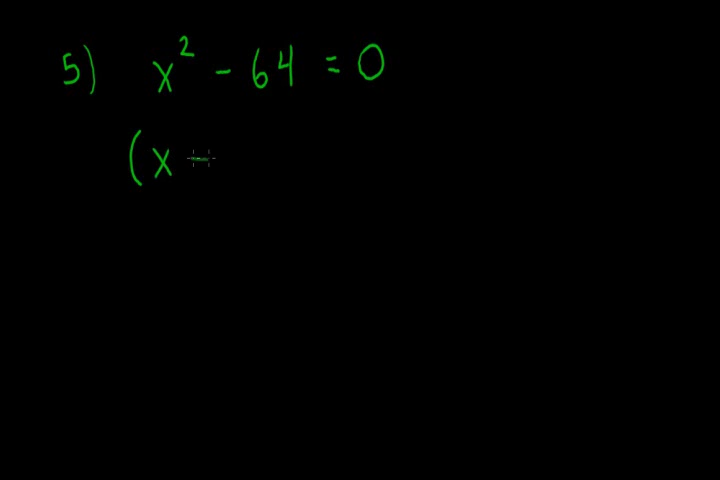 5) x² - 64 = 0
(x -